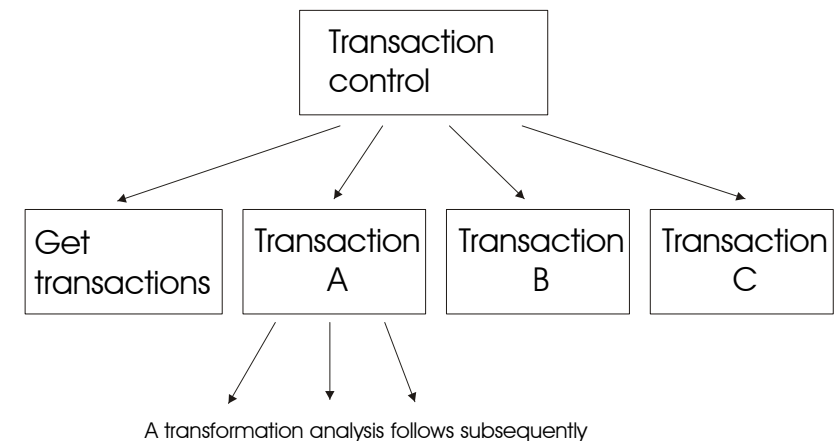 Transaction
control
Get
transactions
Transaction
A
Transaction
B
Transaction
C
A transformation analysis follows subsequently